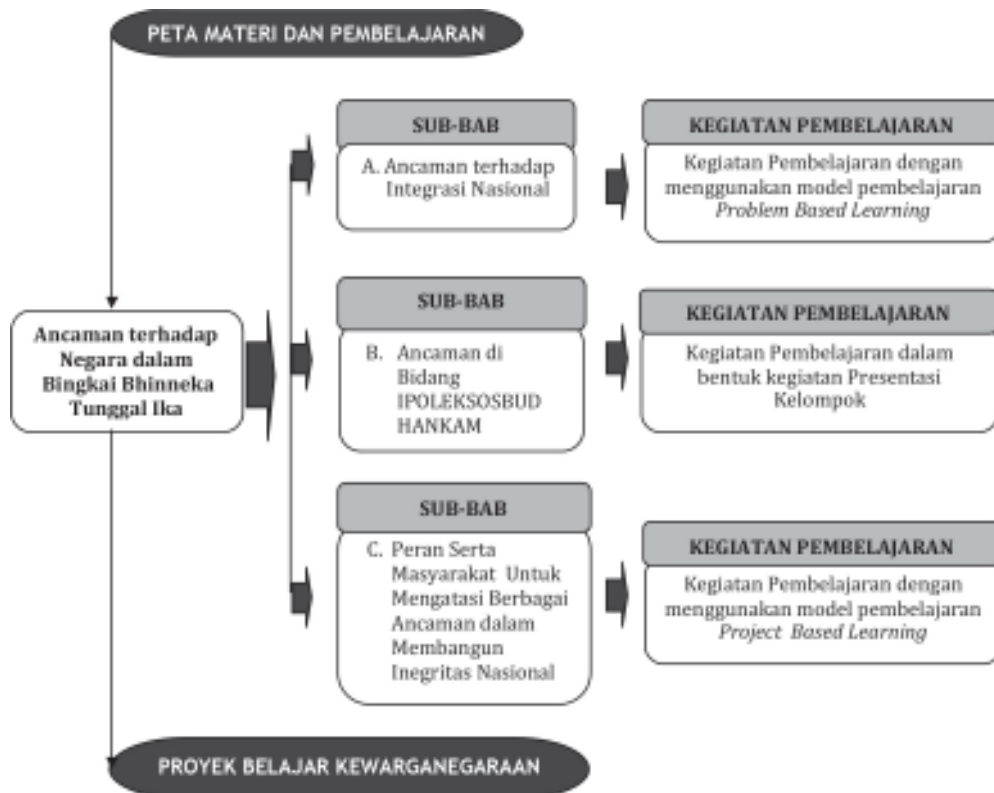 PETA MATERI DAN PEMBELAJARAN
Ancaman terhadap
Negara dalam
Bingkai Bhinneka
Tunggal Ika
SUB-BAB
A. Ancaman terhadap
Integrasi Nasional
KEGIATAN PEMBELAJARAN
Kegiatan Pembelajaran dengan
menggunakan model pembelajaran
Problem Based Learning
SUB-BAB
B. Ancaman di
Bidang
IPOLEKSOSBUD
HANKAM
KEGIATAN PEMBELAJARAN
Kegiatan Pembelajaran dalam
bentuk kegiatan Presentasi
Kelompok
SUB-BAB
C. Peran Serta
Masyarakat Untuk
Mengatasi Berbagai
Ancaman dalam
Membangun
Inegritas Nasional
KEGIATAN PEMBELAJARAN
Kegiatan Pembelajaran dengan
menggunakan model pembelajaran
Project Based Learning
PROYEK BELAJAR KEWARGANEGARAAN